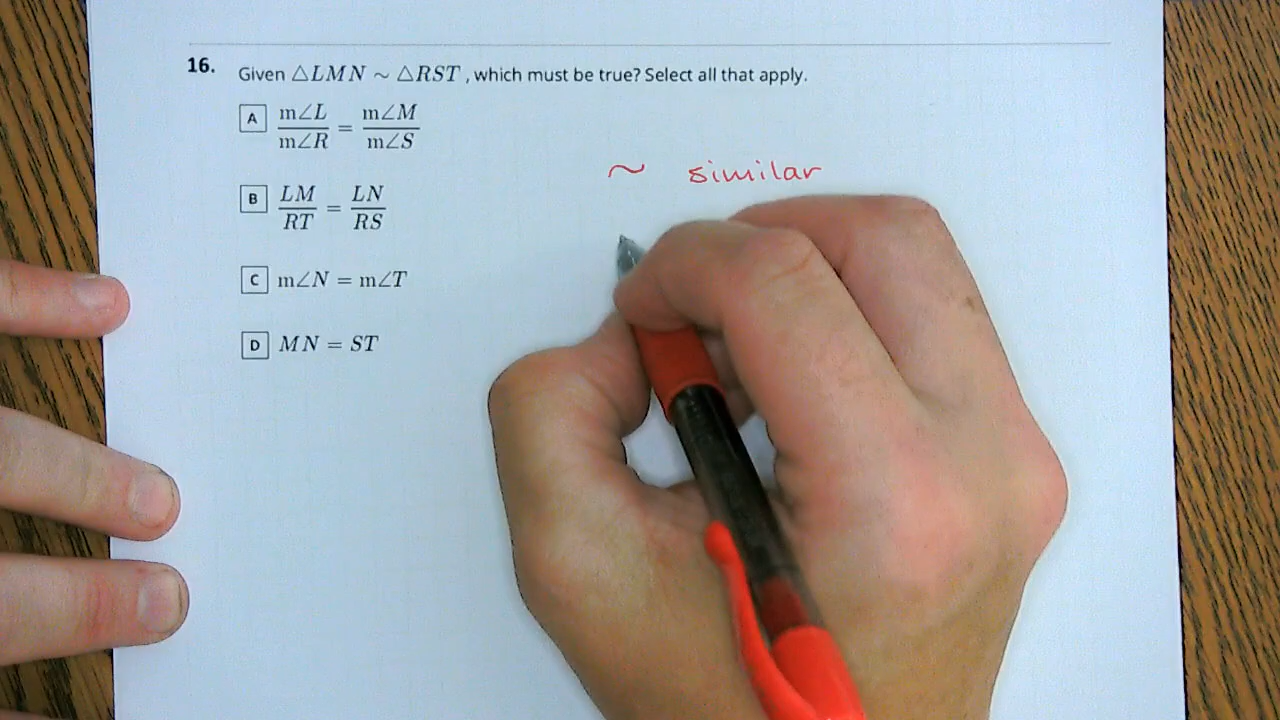 16. Given △LMN ∼ △RST, which must be true? Select all that apply.
A m∠L/m∠R = m∠M/m∠S
∼ similar
B LM/RT = LN/RS
C m∠N = m∠T
D MN = ST